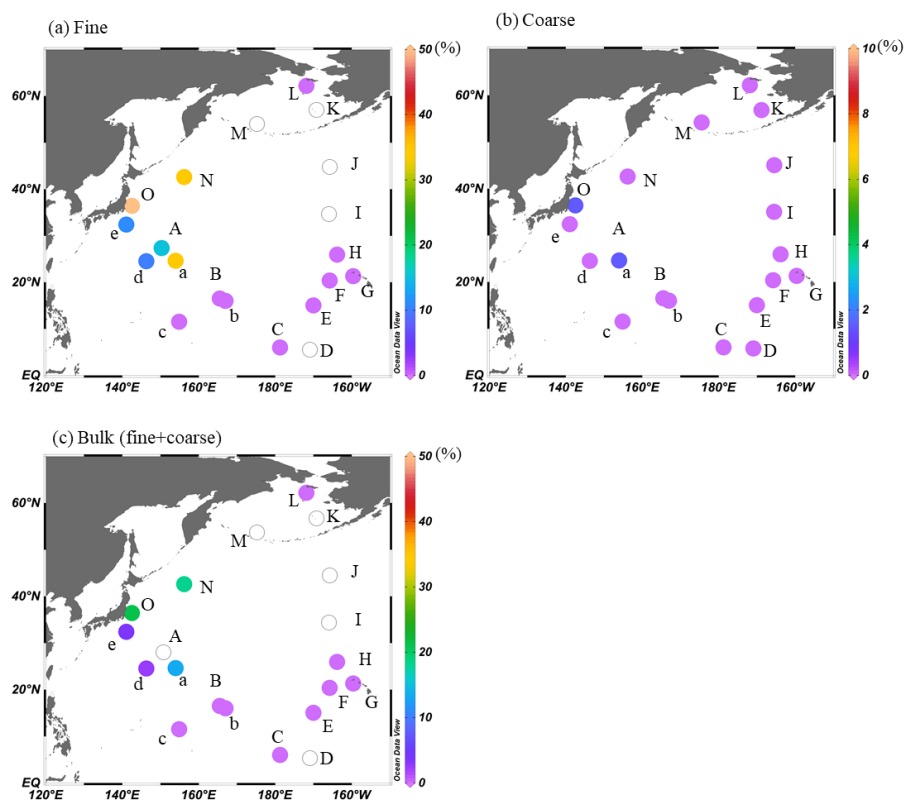 (a) Fine
(b) Coarse
50 (%)
10 (%)
60°N
L
K
M
40
J
N
O
40°N
I
30
e
A
H
d
a
20
B
F
G
20°N
b
E
c
10
C
D
EQ
0
120°E
140°E
160°E
180°E
160°W
Ocean Data View
60°N
L
K
M
8
J
N
O
40°N
I
6
e
A
H
d
a
4
B
F
G
20°N
b
E
c
2
C
D
EQ
0
120°E
140°E
160°E
180°E
160°W
Ocean Data View
(c) Bulk (fine+coarse)
50 (%)
60°N
L
K
M
40
J
N
O
40°N
I
30
e
A
H
d
a
20
B
F
G
20°N
b
E
c
10
C
D
EQ
0
120°E
140°E
160°E
180°E
160°W
Ocean Data View